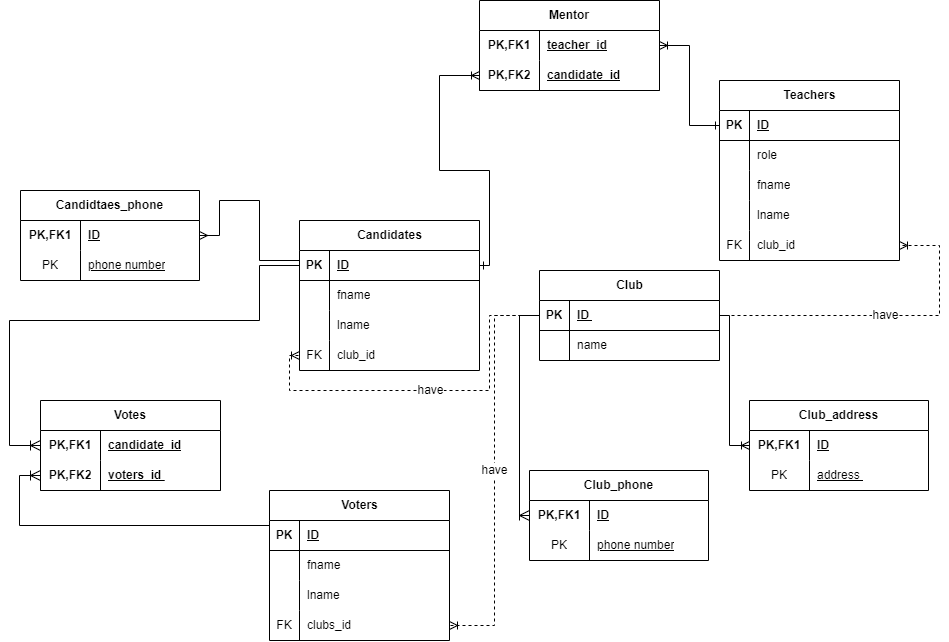 Mentor
PK,FK1 teacher_id
PK,FK2 candidate_id
Teachers
PK ID
role
fname
lname
FK club_id
Candidtaes_phone
PK,FK1 ID
PK phone number
Candidates
PK ID
fname
lname
FK club_id
Club
PK ID
name
have
have
Votes
PK,FK1 candidate_id
PK,FK2 voters_id
Club_address
PK,FK1 ID
PK address
have
Club_phone
PK,FK1 ID
PK phone number
Voters
PK ID
fname
lname
FK clubs_id